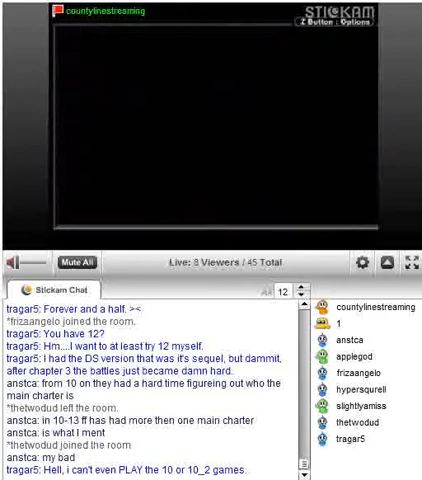 countylinestreaming
STICKAM
Z Button : Options
Mute All
Live: 8 Viewers / 45 Total
Stickam Chat
AA 12
tragar5: Forever and a half. ><
*frizaangelo joined the room.
tragar5: You have 12?
tragar5: Hm....I want to at least try 12 myself.
tragar5: I had the DS version that was it's sequel, but dammit,
after chapter 3 the battles just became damn hard.
anstca: from 10 on they had a hard time figureing out who the
main charter is
*thetwodud left the room.
anstca: in 10-13 ff has had more then one main charter
anstca: is what I ment
*thetwodud joined the room.
anstca: my bad
tragar5: Hell, i can't even PLAY the 10 or 10_2 games.
countylinestreaming
1
anstca
applegod
frizaangelo
hypersqurell
slightlyamiss
thetwodud
tragar5